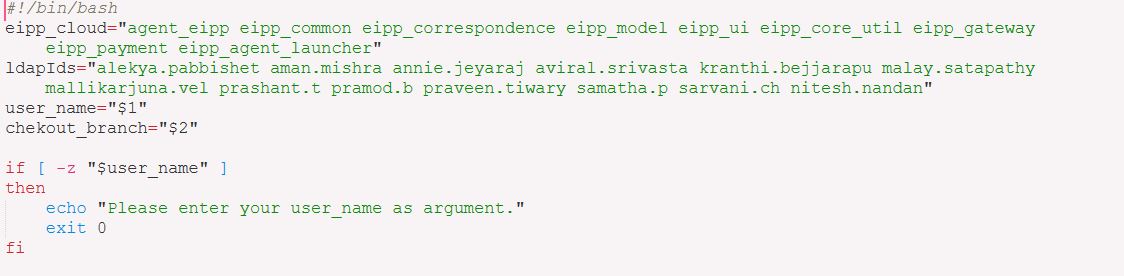 #!/bin/bash
eipp_cloud="agent_eipp eipp_common eipp_correspondence eipp_model eipp_ui eipp_core_util eipp_gateway
eipp_payment eipp_agent_launcher"
ldapIds="alekya.pabbishet aman.mishra annie.jeyaraj aviral.srivasta kranthi.bejjarapu malay.satapathy
mallikarjuna.vel prashant.t pramod.b praveen.tiwary samatha.p sarvani.ch nitesh.nandan"
user_name="$1"
chekout_branch="$2"
if [ -z "$user_name" ]
then
echo "Please enter your user_name as argument."
exit 0
fi